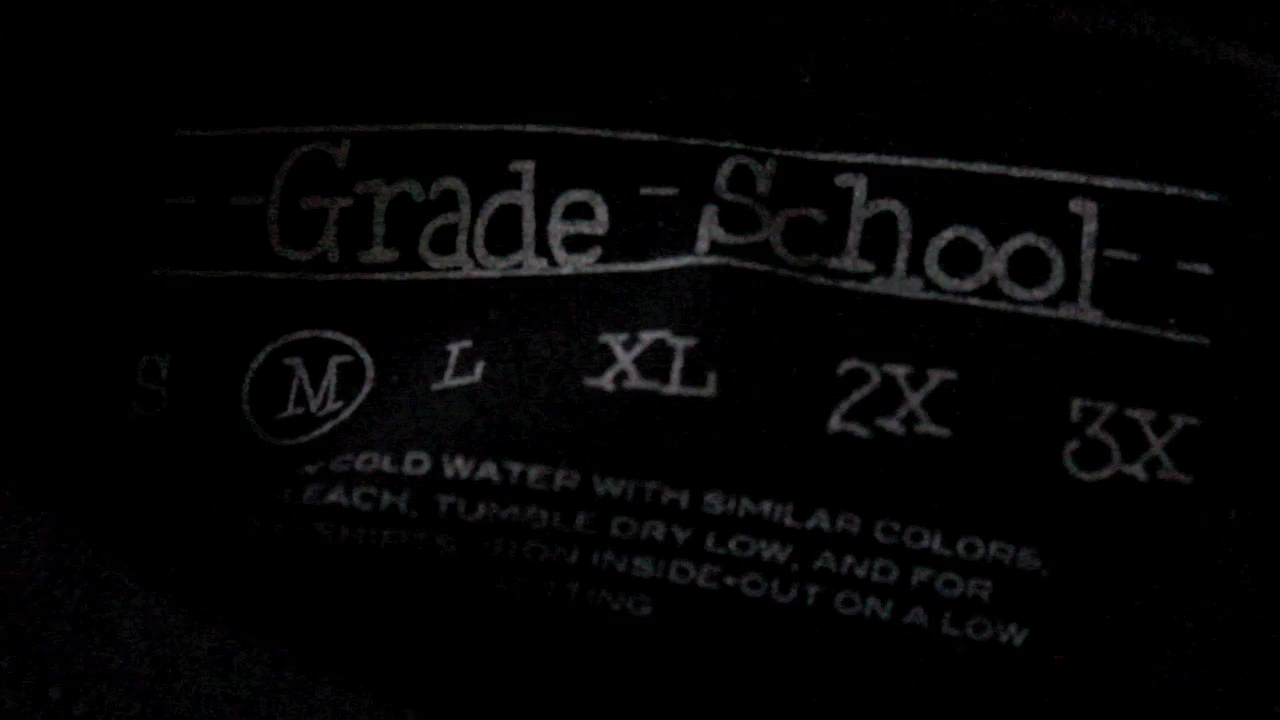 Grade School
S M L XL 2X 3X
COLD WATER WITH SIMILAR COLORS.
TUMBLE DRY LOW, AND FOR
INSIDE-OUT ON A LOW